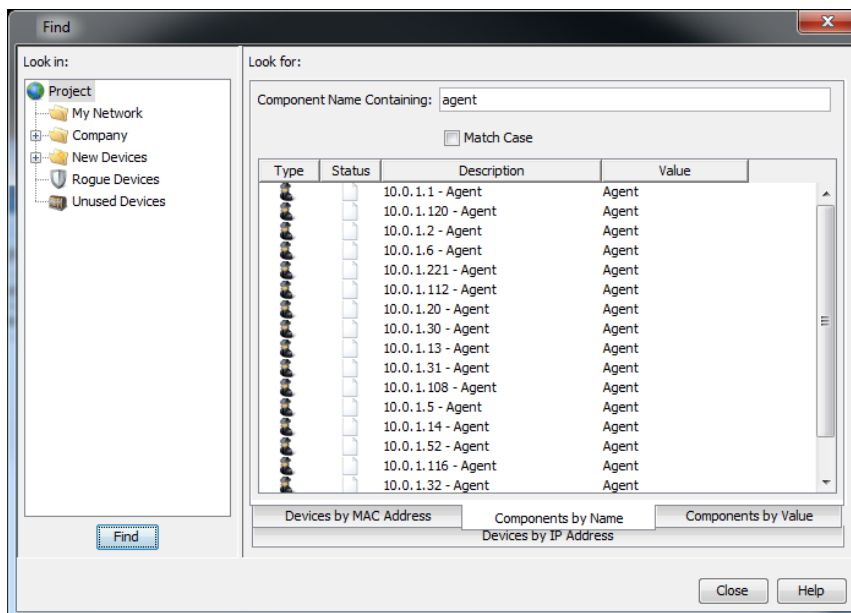 Find
Look in:
Project
My Network
Company
New Devices
Rogue Devices
Unused Devices
Find
Look for:
Component Name Containing: agent
Match Case
Type Status Description Value
10.0.1.1 - Agent Agent
10.0.1.120 - Agent Agent
10.0.1.2 - Agent Agent
10.0.1.6 - Agent Agent
10.0.1.221 - Agent Agent
10.0.1.112 - Agent Agent
10.0.1.20 - Agent Agent
10.0.1.30 - Agent Agent
10.0.1.13 - Agent Agent
10.0.1.31 - Agent Agent
10.0.1.108 - Agent Agent
10.0.1.5 - Agent Agent
10.0.1.14 - Agent Agent
10.0.1.52 - Agent Agent
10.0.1.116 - Agent Agent
10.0.1.32 - Agent Agent
Devices by MAC Address Components by Name Components by Value
Devices by IP Address
Close Help